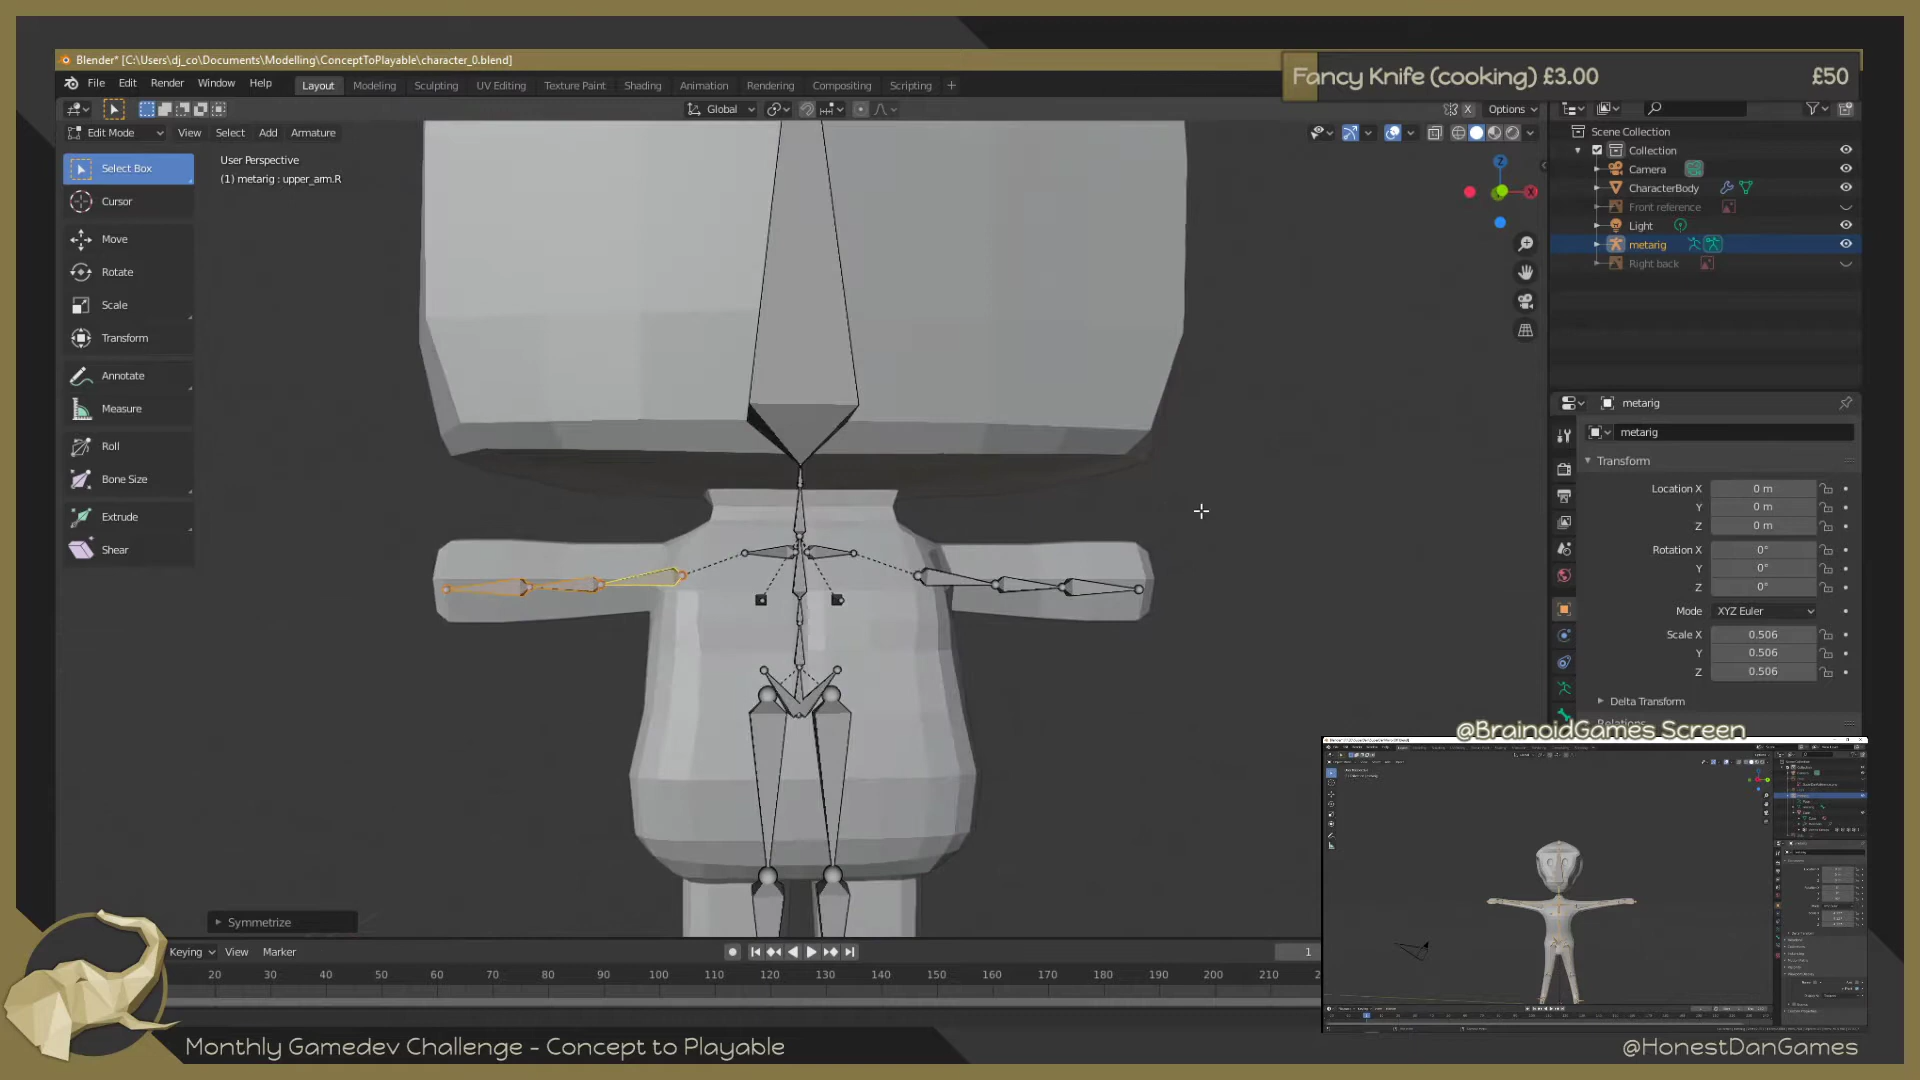 Blender* [C:\Users\dj_co\Documents\Modelling\ConceptToPlayable\character_0.blend]
Fancy Knife (cooking) £3.00 £50
File Edit Render Window Help Layout Modeling Sculpting UV Editing Texture Paint Shading Animation Rendering Compositing Scripting +
Global Options X
Edit Mode View Select Add Armature
Scene Collection
Collection
Camera
CharacterBody
Front reference
Light
metarig
Right back
Select Box
Cursor
Move
Rotate
Scale
Transform
Annotate
Measure
Roll
Bone Size
Extrude
Shear
User Perspective
(1) metarig : upper_arm.R
Z
X
metarig
metarig
Transform
Location X 0 m
Y 0 m
Z 0 m
Rotation X 0°
Y 0°
Z 0°
Mode XYZ Euler
Scale X 0.506
Y 0.506
Z 0.506
Delta Transform
Relations
@BrainoidGames Screen
Symmetrize
Keying View Marker 1
20 30 40 50 60 70 80 90 100 110 120 130 140 150 160 170 180 190 200 210
Monthly Gamedev Challenge - Concept to Playable
@HonestDanGames